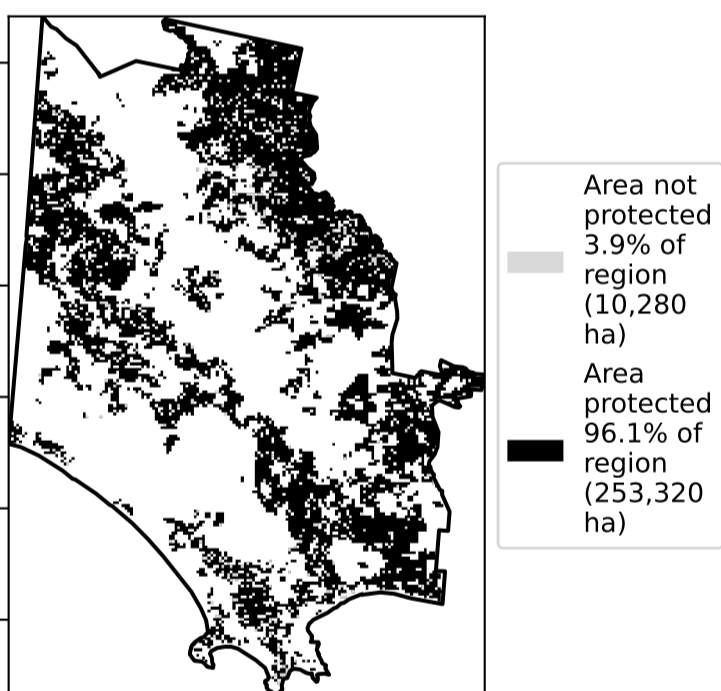 Area not
protected
3.9% of
region
(10,280
ha)
Area
protected
96.1% of
region
(253,320
ha)